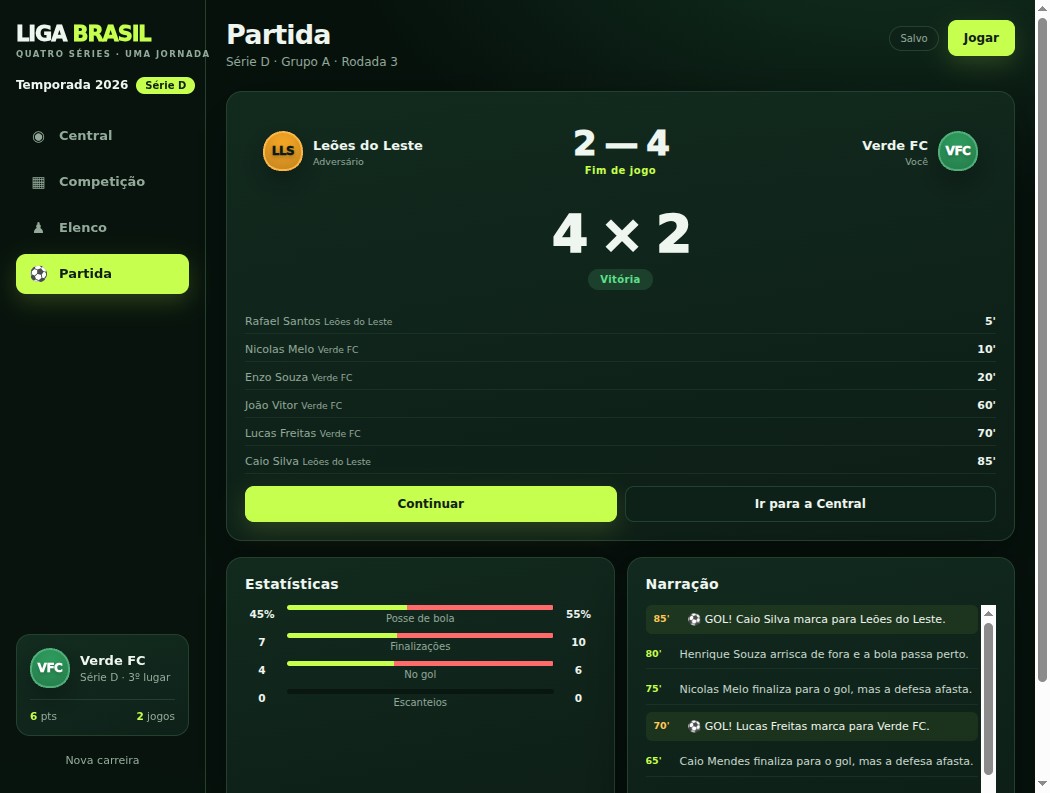 LIGA BRASIL
QUATRO SÉRIES · UMA JORNADA
Temporada 2026 Série D
Central
Competição
Elenco
Partida
VFC Verde FC
Série D · 3º lugar
6 pts 2 jogos
Nova carreira
Partida
Série D · Grupo A · Rodada 3
Salvo Jogar
LLS Leões do Leste
Adversário
2 — 4
Fim de jogo
Verde FC VFC
Você
4 × 2
Vitória
Rafael Santos Leões do Leste 5'
Nicolas Melo Verde FC 10'
Enzo Souza Verde FC 20'
João Vitor Verde FC 60'
Lucas Freitas Verde FC 70'
Caio Silva Leões do Leste 85'
Continuar Ir para a Central
Estatísticas
45% Posse de bola 55%
7 Finalizações 10
4 No gol 6
0 Escanteios 0
Narração
85' ⚽ GOL! Caio Silva marca para Leões do Leste.
80' Henrique Souza arrisca de fora e a bola passa perto.
75' Nicolas Melo finaliza para o gol, mas a defesa afasta.
70' ⚽ GOL! Lucas Freitas marca para Verde FC.
65' Caio Mendes finaliza para o gol, mas a defesa afasta.